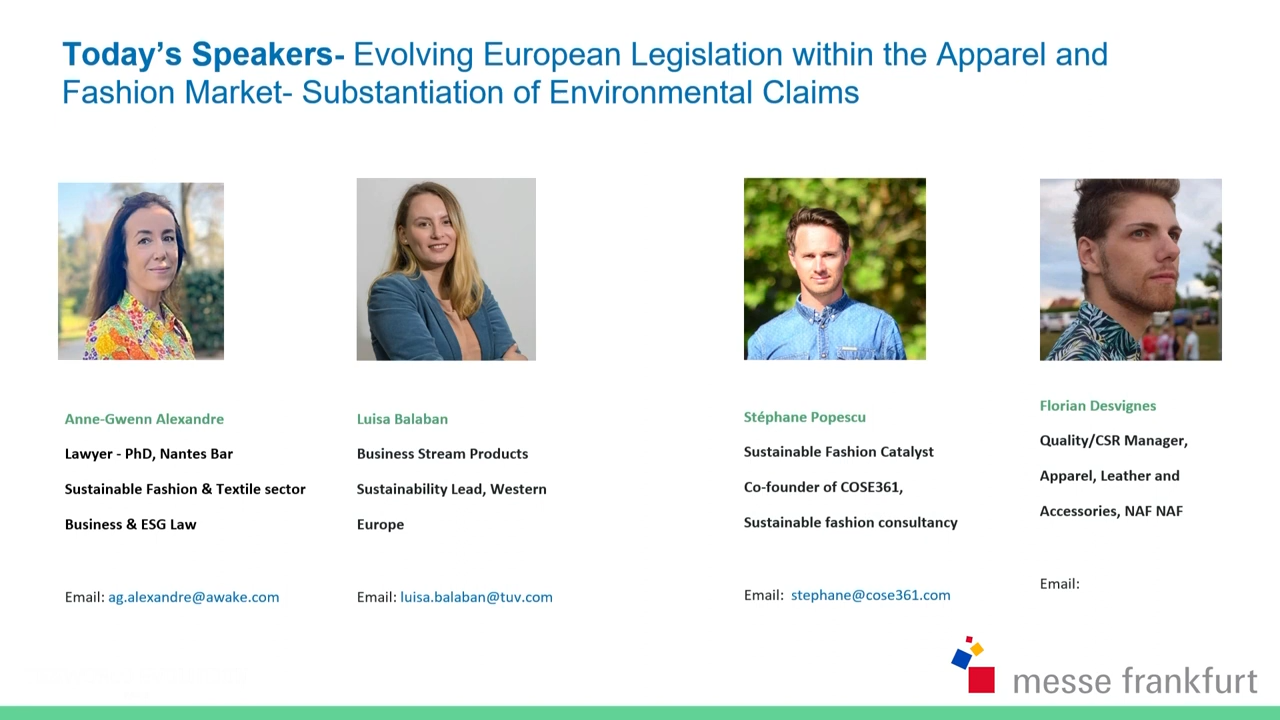 Today's Speakers- Evolving European Legislation within the Apparel and
Fashion Market- Substantiation of Environmental Claims
Anne-Gwenn Alexandre
Lawyer - PhD, Nantes Bar
Sustainable Fashion & Textile sector
Business & ESG Law
Email: ag.alexandre@awake.com
Luisa Balaban
Business Stream Products
Sustainability Lead, Western
Europe
Email: luisa.balaban@tuv.com
Stéphane Popescu
Sustainable Fashion Catalyst
Co-founder of COSE361,
Sustainable fashion consultancy
Email: stephane@cose361.com
Florian Desvignes
Quality/CSR Manager,
Apparel, Leather and
Accessories, NAF NAF
Email:
messe frankfurt